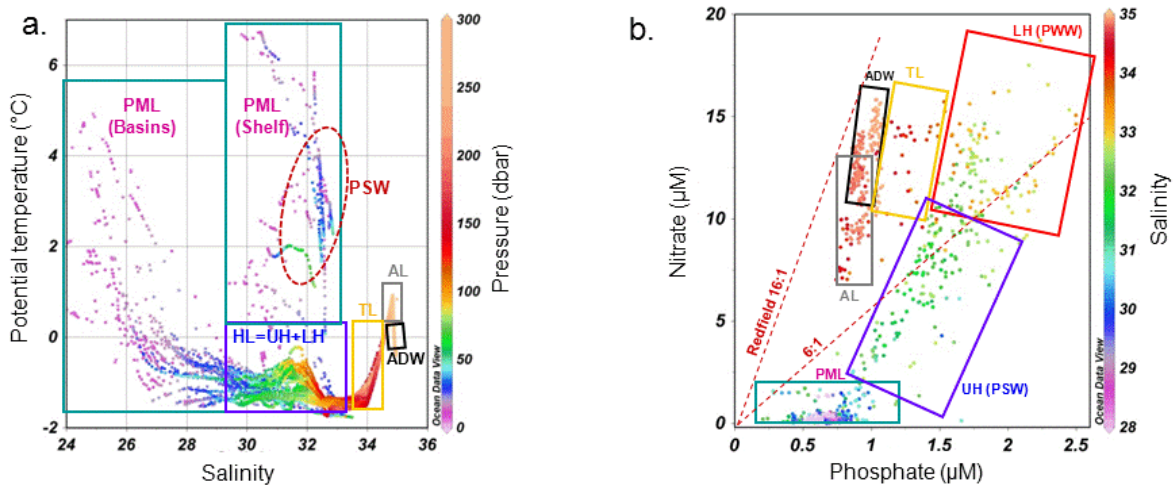 a.
Potential temperature (°C)
6
4
2
0
-2
24
26
28
30
32
34
36
Salinity
PML
(Basins)
PML
(Shelf)
PSW
AL
TL
HL=UH+LH
ADW
Ocean Data View
300
250
200
150
100
50
0
Pressure (dbar)
b.
Nitrate (µM)
20
15
10
5
0
0
0.5
1
1.5
2
2.5
Phosphate (µM)
LH (PWW)
ADW
TL
AL
Redfield 16:1
6:1
PML
UH (PSW)
Ocean Data View
35
34
33
32
31
30
29
28
Salinity